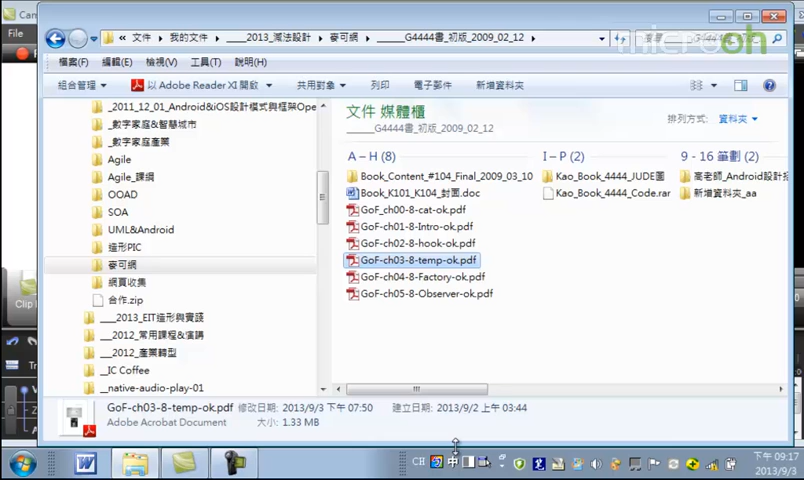 Cam
File
« 文件 ▸ 我的文件 ▸ ____2013_減法設計 ▸ 麥可網 ▸ ______G4444書_初版_2009_02_12 ▸
microoh
檔案(F) 編輯(E) 檢視(V) 工具(T) 說明(H)
組合管理 ▼ 以 Adobe Reader XI 開啟 ▼ 共用對象 ▼ 列印 電子郵件 新增資料夾
_2011_12_01_Android&iOS設計模式與框架Ope
_數字家庭&智慧城市
_數字家庭產業
Agile
Agile_課綱
OOAD
SOA
UML&Android
造形PIC
麥可網
網頁收集
合作.zip
____2013_EIT造形與實踐
__2012_常用課程&演講
__2012_產業轉型
__IC Coffee
__native-audio-play-01
文件 媒體櫃
______G4444書_初版_2009_02_12
排列方式: 資料夾 ▼
A – H (8)
Book_Content_#104_Final_2009_03_10
Book_K101_K104_封面.doc
GoF_ch00-8-cat-ok.pdf
GoF-ch01-8-Intro-ok.pdf
GoF-ch02-8-hook-ok.pdf
GoF-ch03-8-temp-ok.pdf
GoF-ch04-8-Factory-ok.pdf
GoF-ch05-8-Observer-ok.pdf
I – P (2)
Kao_Book_4444_JUDE圖
Kao_Book_4444_Code.rar
9 - 16 筆劃 (2)
高老師_Android設計招
新增資料夾_aa
Clip
Tr
GoF-ch03-8-temp-ok.pdf 修改日期: 2013/9/3 下午 07:50 建立日期: 2013/9/2 上午 03:44
Adobe Acrobat Document 大小: 1.33 MB
CH 中
下午 09:17
2013/9/3